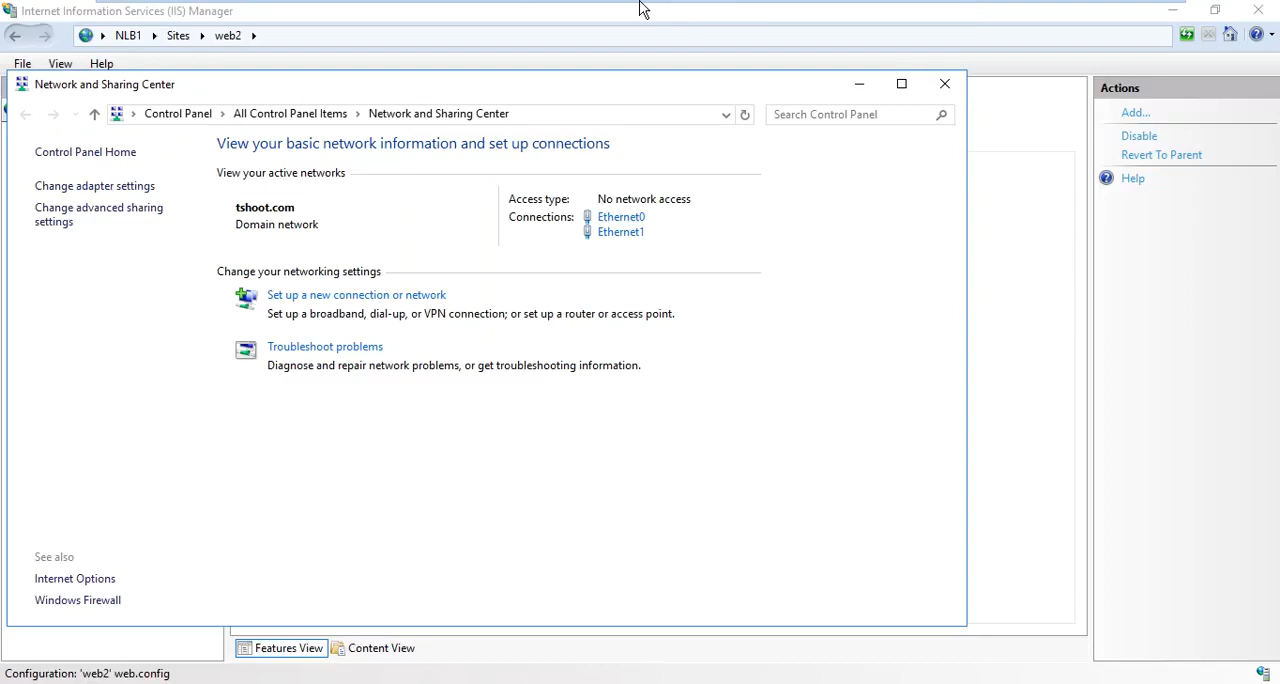 Internet Information Services (IIS) Manager
NLB1 Sites web2
File View Help
Network and Sharing Center
Control Panel All Control Panel Items Network and Sharing Center
Search Control Panel
Control Panel Home
Change adapter settings
Change advanced sharing
settings
View your basic network information and set up connections
View your active networks
tshoot.com
Domain network
Access type: No network access
Connections: Ethernet0
Ethernet1
Change your networking settings
Set up a new connection or network
Set up a broadband, dial-up, or VPN connection; or set up a router or access point.
Troubleshoot problems
Diagnose and repair network problems, or get troubleshooting information.
See also
Internet Options
Windows Firewall
Actions
Add...
Disable
Revert To Parent
Help
Features View Content View
Configuration: 'web2' web.config